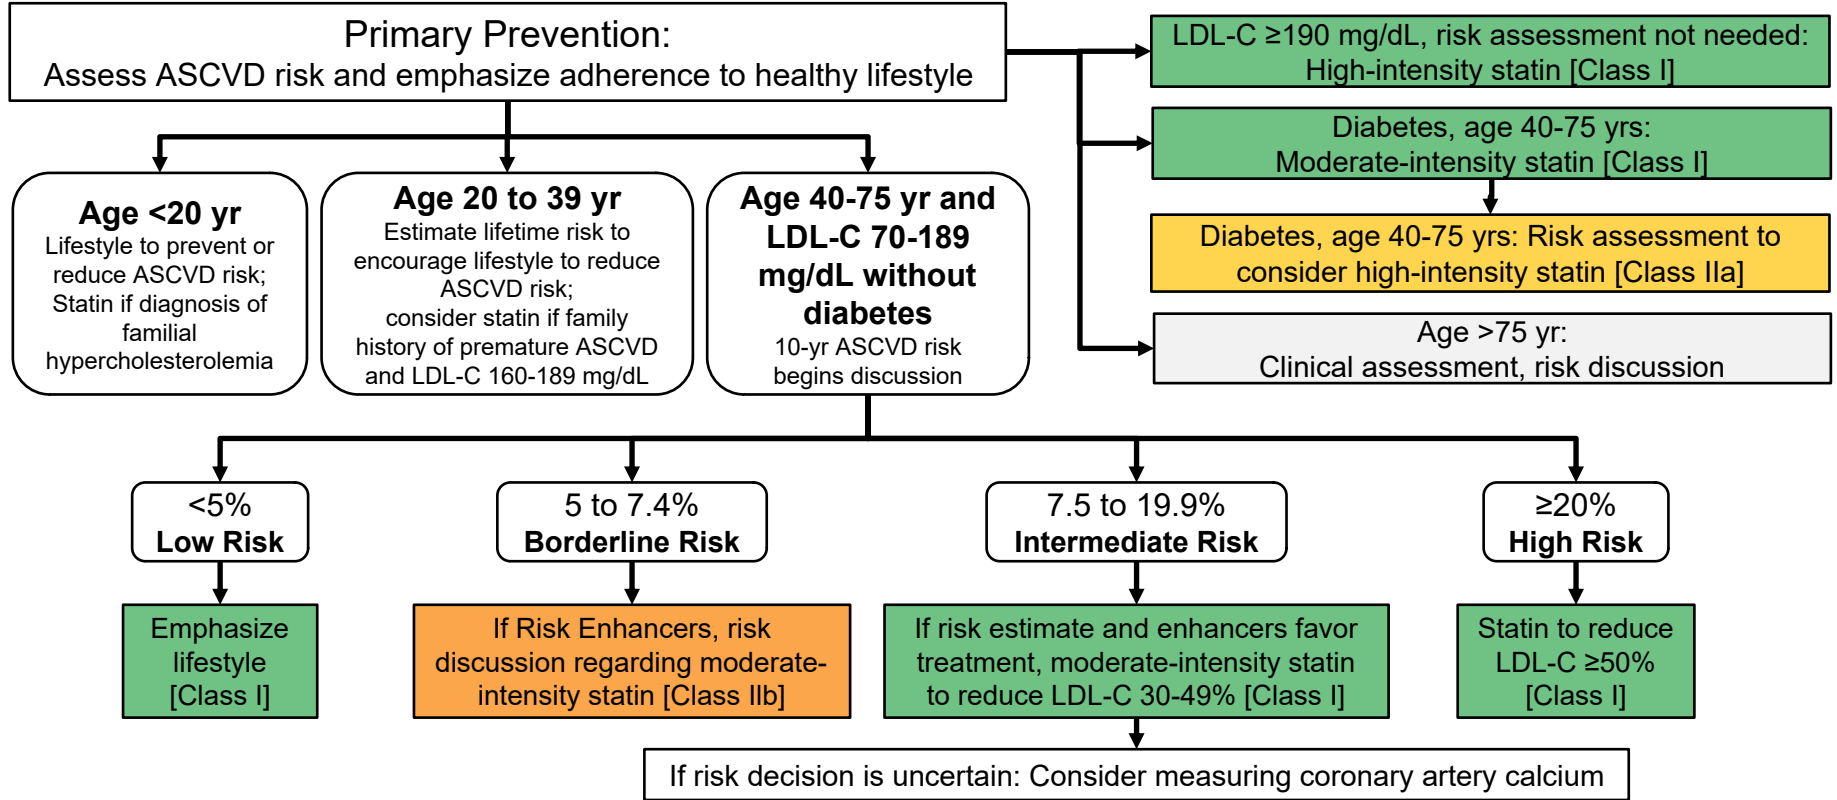 Primary Prevention:
Assess ASCVD risk and emphasize adherence to healthy lifestyle
LDL-C ≥190 mg/dL, risk assessment not needed:
High-intensity statin [Class I]
Diabetes, age 40-75 yrs:
Moderate-intensity statin [Class I]
Diabetes, age 40-75 yrs: Risk assessment to
consider high-intensity statin [Class IIa]
Age >75 yr:
Clinical assessment, risk discussion
Age <20 yr
Lifestyle to prevent or
reduce ASCVD risk;
Statin if diagnosis of
familial
hypercholesterolemia
Age 20 to 39 yr
Estimate lifetime risk to
encourage lifestyle to reduce
ASCVD risk;
consider statin if family
history of premature ASCVD
and LDL-C 160-189 mg/dL
Age 40-75 yr and
LDL-C 70-189
mg/dL without
diabetes
10-yr ASCVD risk
begins discussion
<5%
Low Risk
5 to 7.4%
Borderline Risk
7.5 to 19.9%
Intermediate Risk
≥20%
High Risk
Emphasize
lifestyle
[Class I]
If Risk Enhancers, risk
discussion regarding moderate-
intensity statin [Class IIb]
If risk estimate and enhancers favor
treatment, moderate-intensity statin
to reduce LDL-C 30-49% [Class I]
Statin to reduce
LDL-C ≥50%
[Class I]
If risk decision is uncertain: Consider measuring coronary artery calcium